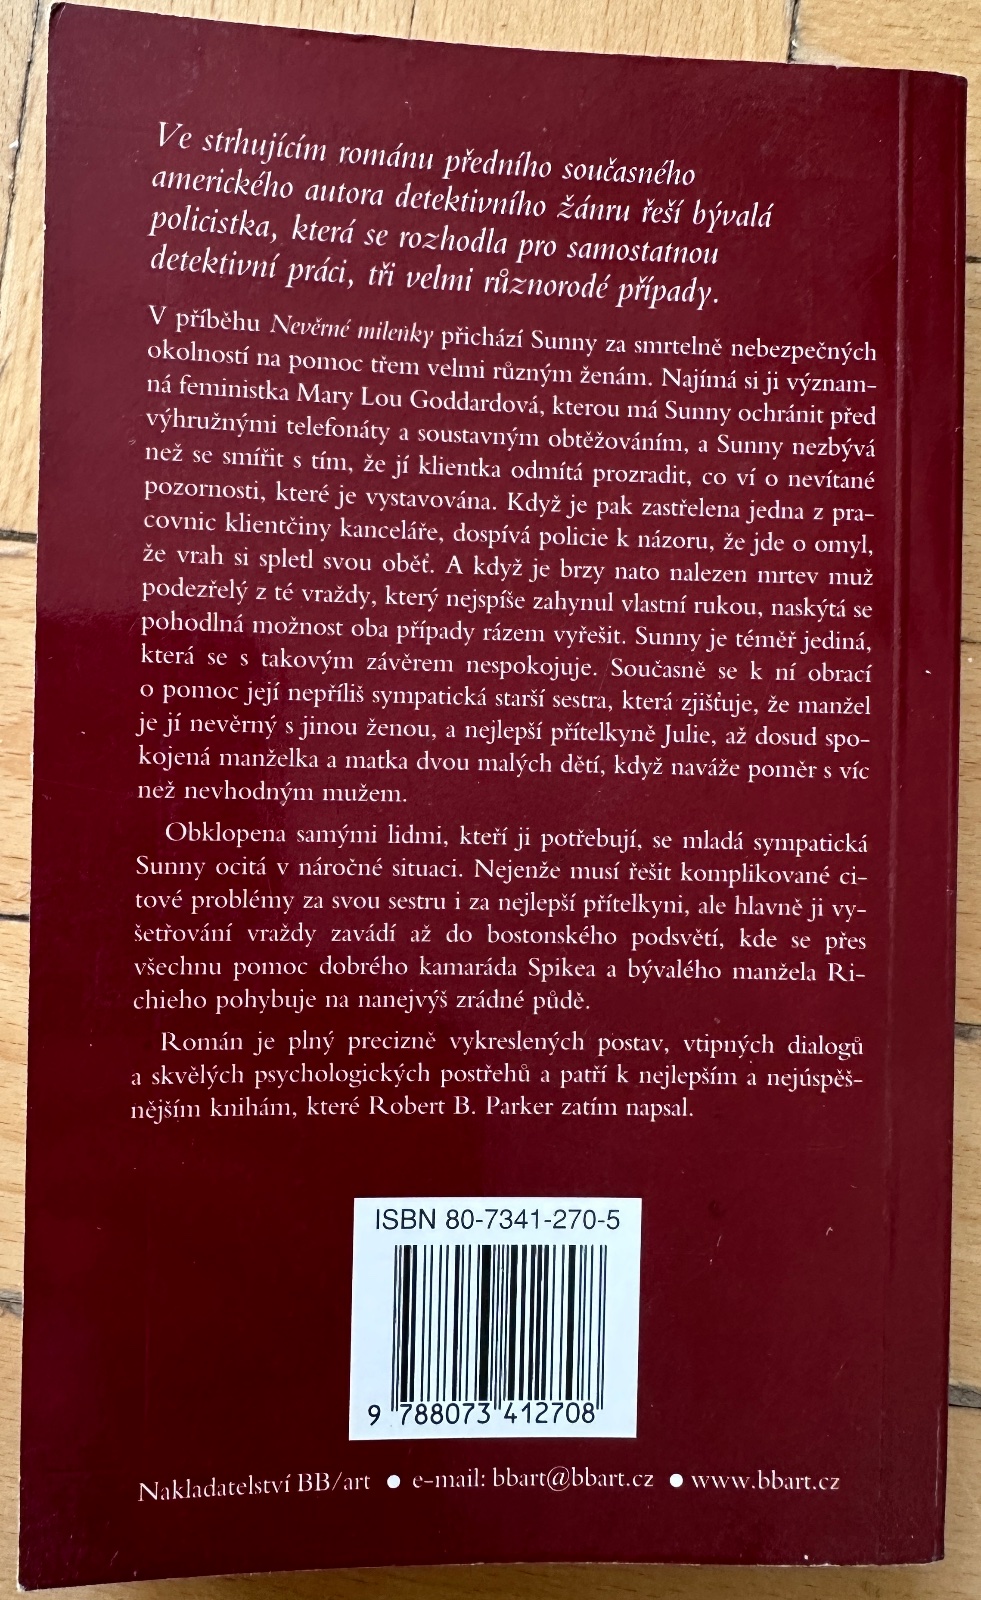 Ve strhujícím románu předního současného
amerického autora detektivního žánru řeší bývalá
policistka, která se rozhodla pro samostatnou
detektivní práci, tři velmi různorodé případy.
V příběhu Nevěrné milenky přichází Sunny za smrtelně nebezpečných
okolností na pomoc třem velmi různým ženám. Najímá si ji význam-
ná feministka Mary Lou Goddardová, kterou má Sunny ochránit před
výhružnými telefonáty a soustavným obtěžováním, a Sunny nezbývá
než se smířit s tím, že jí klientka odmítá prozradit, co ví o nevítané
pozornosti, které je vystavována. Když je pak zastřelena jedna z pra-
covnic klientčiny kanceláře, dospívá policie k názoru, že jde o omyl,
že vrah si spletl svou oběť. A když je brzy nato nalezen mrtev muž
podezřelý z té vraždy, který nejspíše zahynul vlastní rukou, naskýtá se
pohodlná možnost oba případy rázem vyřešit. Sunny je téměř jediná,
která se s takovým závěrem nespokojuje. Současně se k ní obrací
o pomoc její nepříliš sympatická starší sestra, která zjišťuje, že manžel
je jí nevěrný s jinou ženou, a nejlepší přítelkyně Julie, až dosud spo-
kojená manželka a matka dvou malých dětí, když naváže poměr s víc
než nevhodným mužem.
Obklopena samými lidmi, kteří ji potřebují, se mladá sympatická
Sunny ocitá v náročné situaci. Nejenže musí řešit komplikované ci-
tové problémy za svou sestru i za nejlepší přítelkyni, ale hlavně ji vy-
šetřování vraždy zavádí až do bostonského podsvětí, kde se přes
všechnu pomoc dobrého kamaráda Spikea a bývalého manžela Ri-
chieho pohybuje na nanejvýš zrádné půdě.
Román je plný precizně vykreslených postav, vtipných dialogů
a skvělých psychologických postřehů a patří k nejlepším a nejúspěš-
nějším knihám, které Robert B. Parker zatím napsal.
ISBN 80-7341-270-5
9 788073 412708
Nakladatelství BB/art ● e-mail: bbart@bbart.cz ● www.bbart.cz